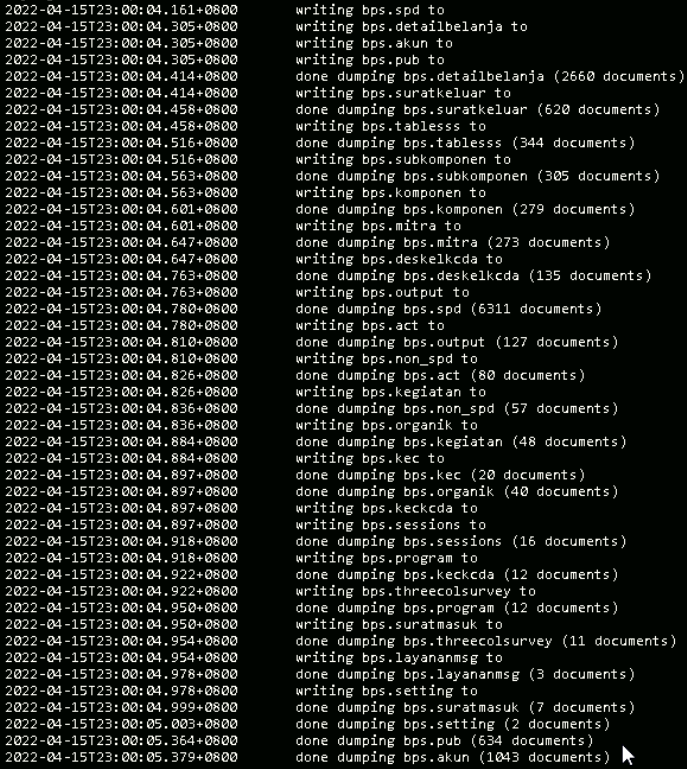 2022-04-15T23:00:04.161+0800 writing bps.spd to
2022-04-15T23:00:04.305+0800 writing bps.detailbelanja to
2022-04-15T23:00:04.305+0800 writing bps.akun to
2022-04-15T23:00:04.305+0800 writing bps.pub to
2022-04-15T23:00:04.414+0800 done dumping bps.detailbelanja (2660 documents)
2022-04-15T23:00:04.414+0800 writing bps.suratkeluar to
2022-04-15T23:00:04.458+0800 done dumping bps.suratkeluar (620 documents)
2022-04-15T23:00:04.458+0800 writing bps.tablesss to
2022-04-15T23:00:04.516+0800 done dumping bps.tablesss (344 documents)
2022-04-15T23:00:04.516+0800 writing bps.subkomponen to
2022-04-15T23:00:04.563+0800 done dumping bps.subkomponen (305 documents)
2022-04-15T23:00:04.563+0800 writing bps.komponen to
2022-04-15T23:00:04.601+0800 done dumping bps.komponen (279 documents)
2022-04-15T23:00:04.601+0800 writing bps.mitra to
2022-04-15T23:00:04.647+0800 done dumping bps.mitra (273 documents)
2022-04-15T23:00:04.647+0800 writing bps.deskelkcda to
2022-04-15T23:00:04.763+0800 done dumping bps.deskelkcda (135 documents)
2022-04-15T23:00:04.763+0800 writing bps.output to
2022-04-15T23:00:04.780+0800 done dumping bps.spd (6311 documents)
2022-04-15T23:00:04.780+0800 writing bps.act to
2022-04-15T23:00:04.810+0800 done dumping bps.output (127 documents)
2022-04-15T23:00:04.810+0800 writing bps.non_spd to
2022-04-15T23:00:04.826+0800 done dumping bps.act (80 documents)
2022-04-15T23:00:04.826+0800 writing bps.kegiatan to
2022-04-15T23:00:04.836+0800 done dumping bps.non_spd (57 documents)
2022-04-15T23:00:04.836+0800 writing bps.organik to
2022-04-15T23:00:04.884+0800 done dumping bps.kegiatan (48 documents)
2022-04-15T23:00:04.884+0800 writing bps.kec to
2022-04-15T23:00:04.897+0800 done dumping bps.kec (20 documents)
2022-04-15T23:00:04.897+0800 done dumping bps.organik (40 documents)
2022-04-15T23:00:04.897+0800 writing bps.keckcda to
2022-04-15T23:00:04.897+0800 writing bps.sessions to
2022-04-15T23:00:04.918+0800 done dumping bps.sessions (16 documents)
2022-04-15T23:00:04.918+0800 writing bps.program to
2022-04-15T23:00:04.922+0800 done dumping bps.keckcda (12 documents)
2022-04-15T23:00:04.922+0800 writing bps.threecolsurvey to
2022-04-15T23:00:04.950+0800 done dumping bps.program (12 documents)
2022-04-15T23:00:04.950+0800 writing bps.suratmasuk to
2022-04-15T23:00:04.954+0800 done dumping bps.threecolsurvey (11 documents)
2022-04-15T23:00:04.954+0800 writing bps.layananmsg to
2022-04-15T23:00:04.978+0800 done dumping bps.layananmsg (3 documents)
2022-04-15T23:00:04.978+0800 writing bps.setting to
2022-04-15T23:00:04.999+0800 done dumping bps.suratmasuk (7 documents)
2022-04-15T23:00:05.003+0800 done dumping bps.setting (2 documents)
2022-04-15T23:00:05.364+0800 done dumping bps.pub (634 documents)
2022-04-15T23:00:05.379+0800 done dumping bps.akun (1043 documents)